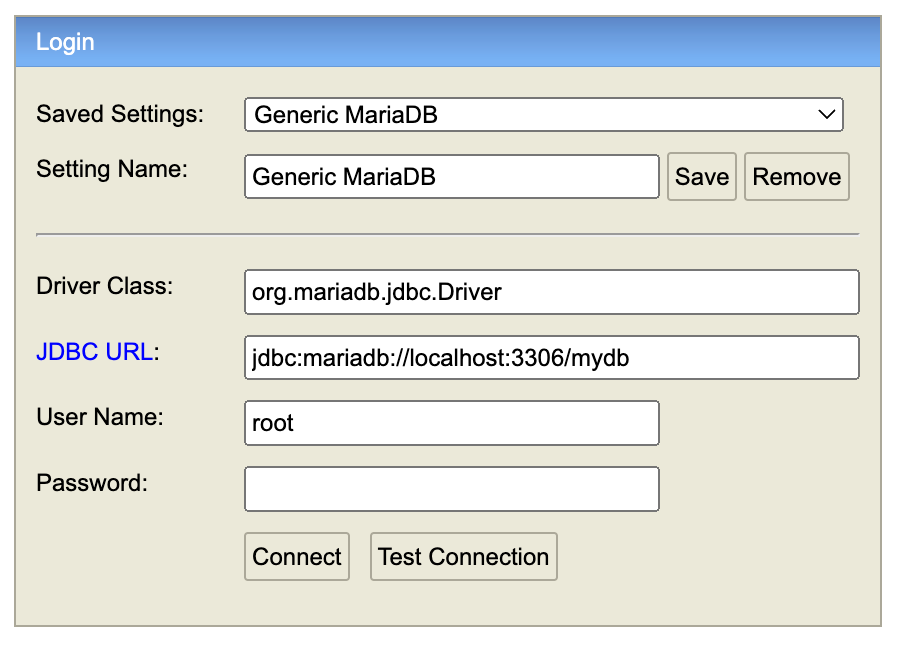 Login
Saved Settings: Generic MariaDB
Setting Name: Generic MariaDB Save Remove
Driver Class: org.mariadb.jdbc.Driver
JDBC URL: jdbc:mariadb://localhost:3306/mydb
User Name: root
Password:
Connect Test Connection